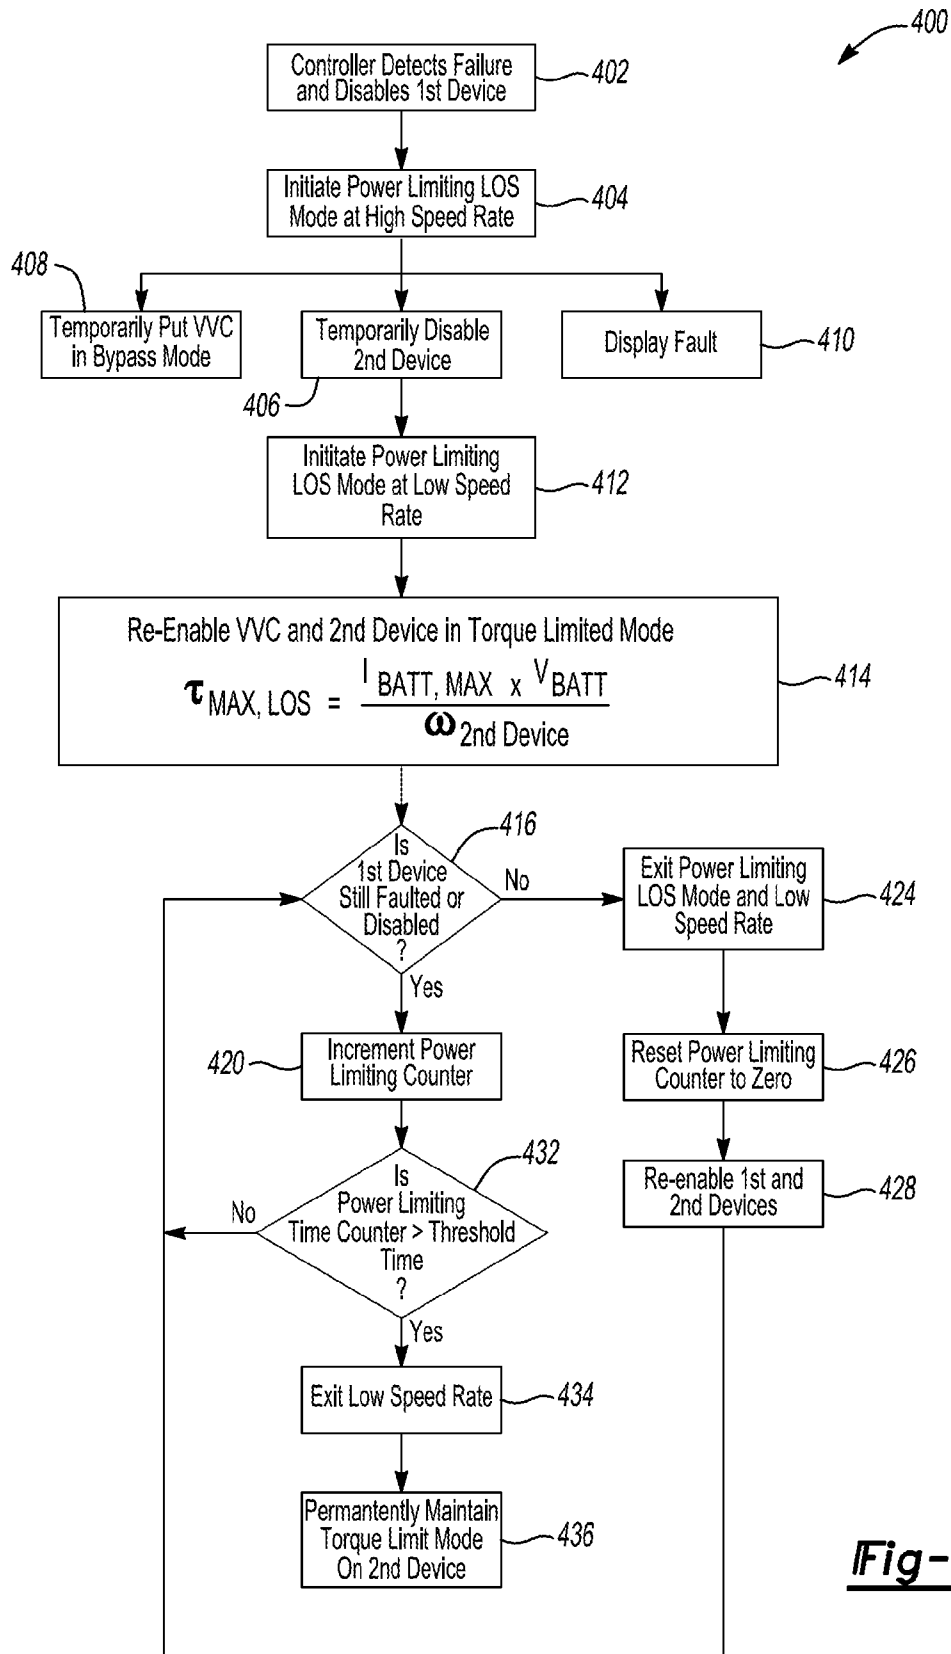 400
Controller Detects Failure
and Disables 1st Device
402
Initiate Power Limiting LOS
Mode at High Speed Rate
404
408
Temporarily Put VVC
in Bypass Mode
Temporarily Disable
2nd Device
406
Display Fault
410
Inititate Power Limiting
LOS Mode at Low Speed
Rate
412
Re-Enable VVC and 2nd Device in Torque Limited Mode
τ MAX, LOS = I BATT, MAX x V BATT
ω 2nd Device
414
Is
1st Device
Still Faulted or
Disabled
?
416
No
Yes
Exit Power Limiting
LOS Mode and Low
Speed Rate
424
Increment Power
Limiting Counter
420
Reset Power Limiting
Counter to Zero
426
Is
Power Limiting
Time Counter > Threshold
Time
?
432
No
Yes
Re-enable 1st and
2nd Devices
428
Exit Low Speed Rate
434
Permantently Maintain
Torque Limit Mode
On 2nd Device
436
Fig-